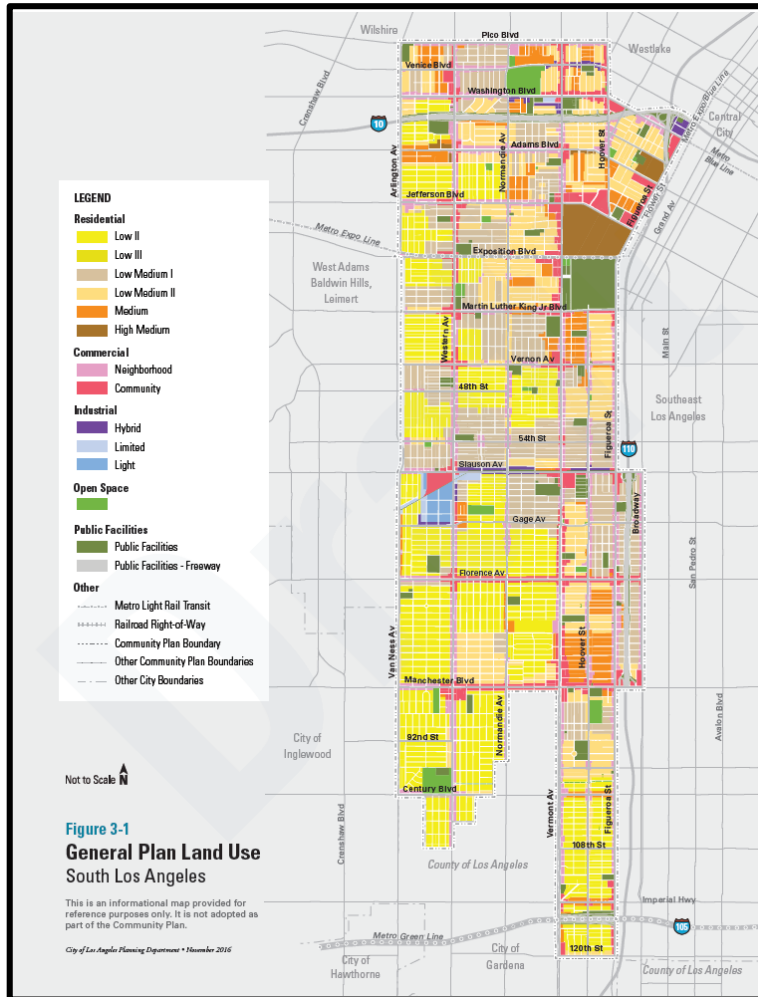 Pico Blvd
Wilshire
Westlake
Venice Blvd
Washington Blvd
Crenshaw Blvd
Metro Expo/Blue Line
10
Central
City
Metro
Blue Line
Adams Blvd
Arlington Av
Normandie Av
Hoover St
Jefferson Blvd
Figueroa St
Flower St
Grand Av
Metro Expo Line
Exposition Blvd
West Adams
Baldwin Hills,
Leimert
Martin Luther King Jr Blvd
Western Av
Main St
Vernon Av
48th St
Southeast
Los Angeles
54th St
Figueroa St
110
Slauson Av
Gage Av
Broadway
San Pedro St
Florence Av
Van Ness Av
Hoover St
Manchester Blvd
Normandie Av
Avalon Blvd
92nd St
City of
Inglewood
Century Blvd
Vermont Av
Figueroa St
Crenshaw Blvd
108th St
County of Los Angeles
Imperial Hwy
105
Metro Green Line
120th St
City of
Hawthorne
City of
Gardena
County of Los Angeles
LEGEND
Residential
Low II
Low III
Low Medium I
Low Medium II
Medium
High Medium
Commercial
Neighborhood
Community
Industrial
Hybrid
Limited
Light
Open Space
Public Facilities
Public Facilities
Public Facilities - Freeway
Other
Metro Light Rail Transit
Railroad Right-of-Way
Community Plan Boundary
Other Community Plan Boundaries
Other City Boundaries
Not to Scale N
Figure 3-1
General Plan Land Use
South Los Angeles
This is an informational map provided for
reference purposes only. It is not adopted as
part of the Community Plan.
City of Los Angeles Planning Department • November 2016